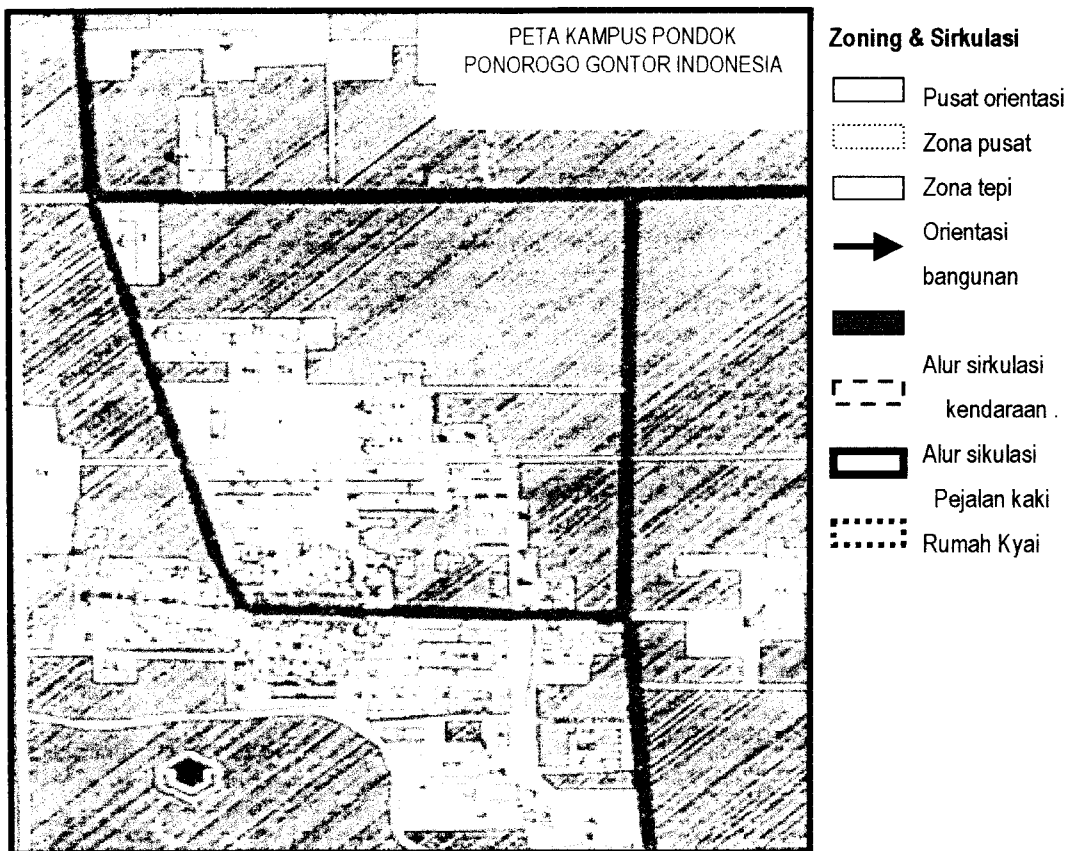 PETA KAMPUS PONDOK
PONOROGO GONTOR INDONESIA
Zoning & Sirkulasi
Pusat orientasi
Zona pusat
Zona tepi
Orientasi
bangunan
Alur sirkulasi
kendaraan .
Alur sikulasi
Pejalan kaki
Rumah Kyai